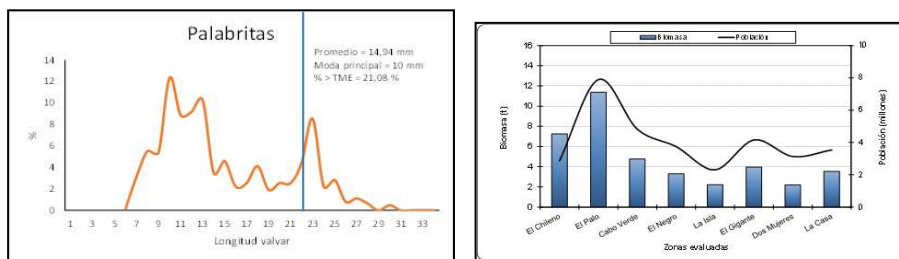 Palabritas
Promedio = 14,94 mm
Moda principal = 10 mm
% > TME = 21,08 %
14
12
10
8
6
4
2
0
%
1 3 5 7 9 11 13 15 17 19 21 23 25 27 29 31 33
Longitud valvar
Biomasa Población
16
14
12
10
8
6
4
2
0
Biomasa (t)
10
8
6
4
2
0
Población (millones)
El Chileno El Palo Cabo Verde El Negro La Isla El Gigante Dos Mujeres La Casa
Zonas evaluadas